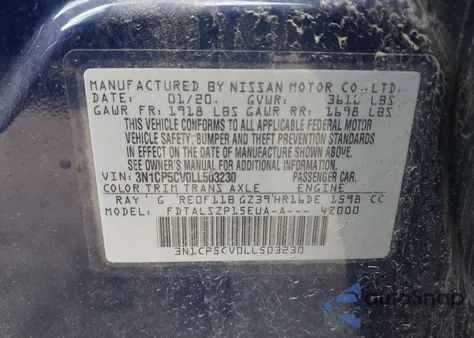 MANUFACTURED BY NISSAN MOTOR CO.,LTD.
DATE: 01/20. GVWR: 3616 LBS
GAWR FR: 1918 LBS GAWR RR: 1698 LBS
THIS VEHICLE CONFORMS TO ALL APPLICABLE FEDERAL MOTOR
VEHICLE SAFETY, BUMPER AND THEFT PREVENTION STANDARDS
IN EFFECT ON THE DATE OF MANUFACTURE SHOWN ABOVE.
SEE OWNER'S MANUAL FOR ADDITIONAL INFORMATION.
VIN: 3N1CP5CV0LL503230 PASSENGER CAR.
COLOR TRIM TRANS AXLE ENGINE
RAY G RE0F11B GZ39 HR16DE 1598 CC
MODEL: FDTALSZP15EUA-A--- 42000
3N1CP5CV0LL503230
AutoSnap